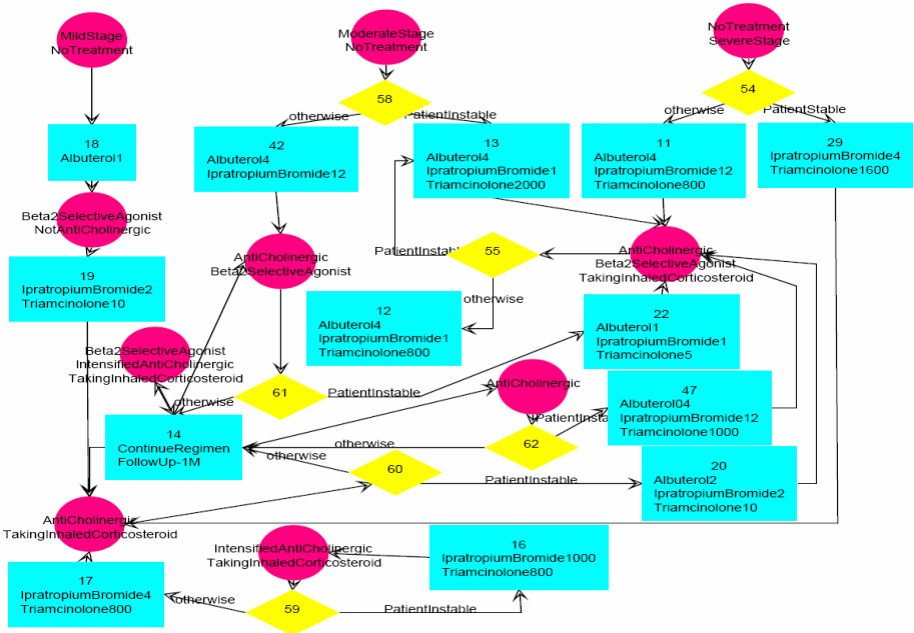 MildStage
NoTreatment
ModerateStage
NoTreatment
NoTreatment
SevereStage
58
54
otherwise
PatientInstable
otherwise
PatientStable
18
Albuterol1
42
Albuterol4
IpratropiumBromide12
13
Albuterol4
IpratropiumBromide1
Triamcinolone2000
11
Albuterol4
IpratropiumBromide12
Triamcinolone800
29
IpratropiumBromide4
Triamcinolone1600
Beta2SelectiveAgonist
NotAntiCholinergic
AntiCholinergic
Beta2SelectiveAgonist
PatientInstable
55
AntiCholinergic
Beta2SelectiveAgonist
TakingInhaledCorticosteroid
19
IpratropiumBromide2
Triamcinolone10
otherwise
12
Albuterol4
IpratropiumBromide1
Triamcinolone800
22
Albuterol1
IpratropiumBromide1
Triamcinolone5
Beta2SelectiveAgonist
IntensifiedAntiCholinergic
TakingInhaledCorticosteroid
61
otherwise
PatientInstable
AntiCholinergic
47
Albuterol04
IpratropiumBromide12
Triamcinolone1000
PatientInsta
14
ContinueRegimen
FollowUp-1M
otherwise
62
otherwise
60
PatientInstable
20
Albuterol2
IpratropiumBromide2
Triamcinolone10
AntiCholinergic
TakingInhaledCorticosteroid
IntensifiedAntiCholinergic
TakingInhaledCorticosteroid
16
IpratropiumBromide1000
Triamcinolone800
17
IpratropiumBromide4
Triamcinolone800
otherwise
59
PatientInstable